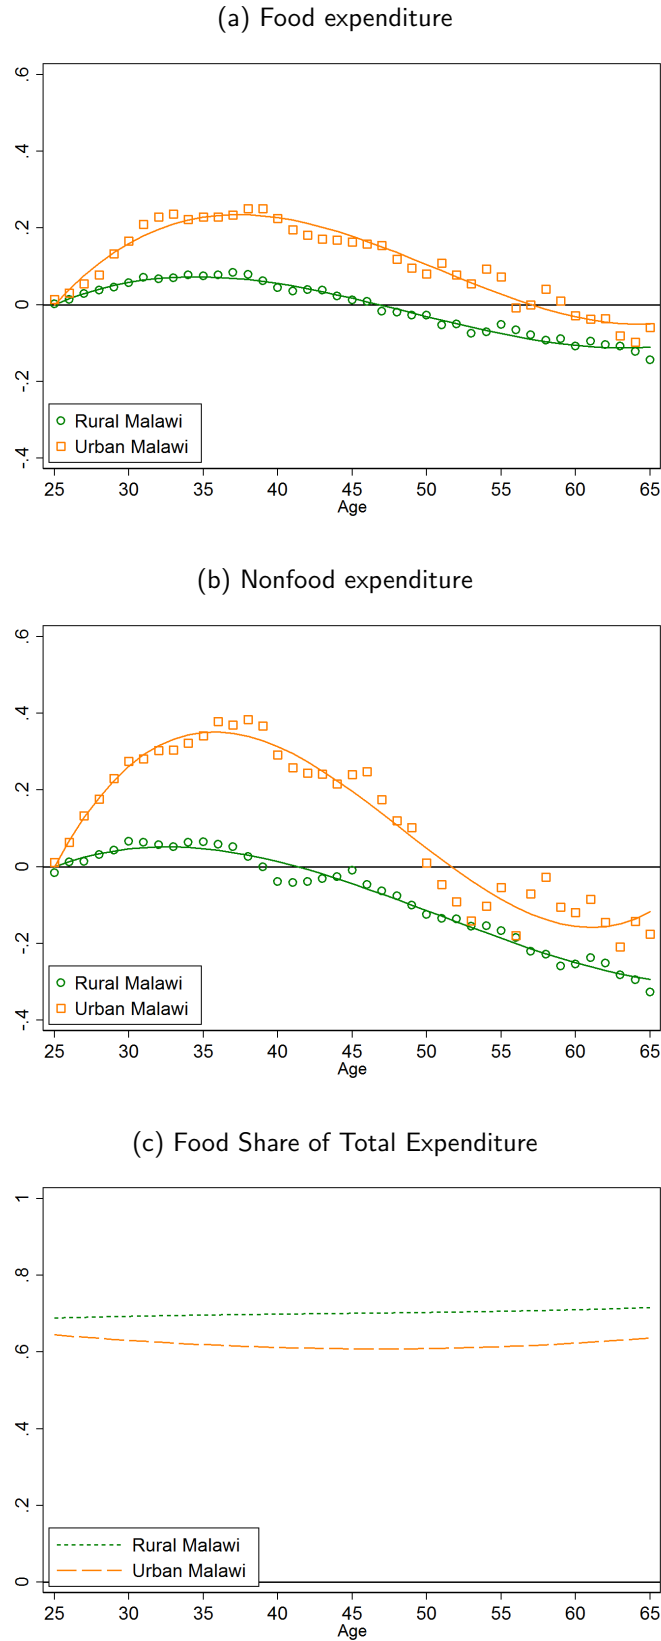 (a) Food expenditure
.6
.4
.2
0
-.2
-.4
Rural Malawi
Urban Malawi
25 30 35 40 45 50 55 60 65
Age
(b) Nonfood expenditure
.6
.4
.2
0
-.2
-.4
Rural Malawi
Urban Malawi
25 30 35 40 45 50 55 60 65
Age
(c) Food Share of Total Expenditure
1
.8
.6
.4
.2
0
Rural Malawi
Urban Malawi
25 30 35 40 45 50 55 60 65
Age